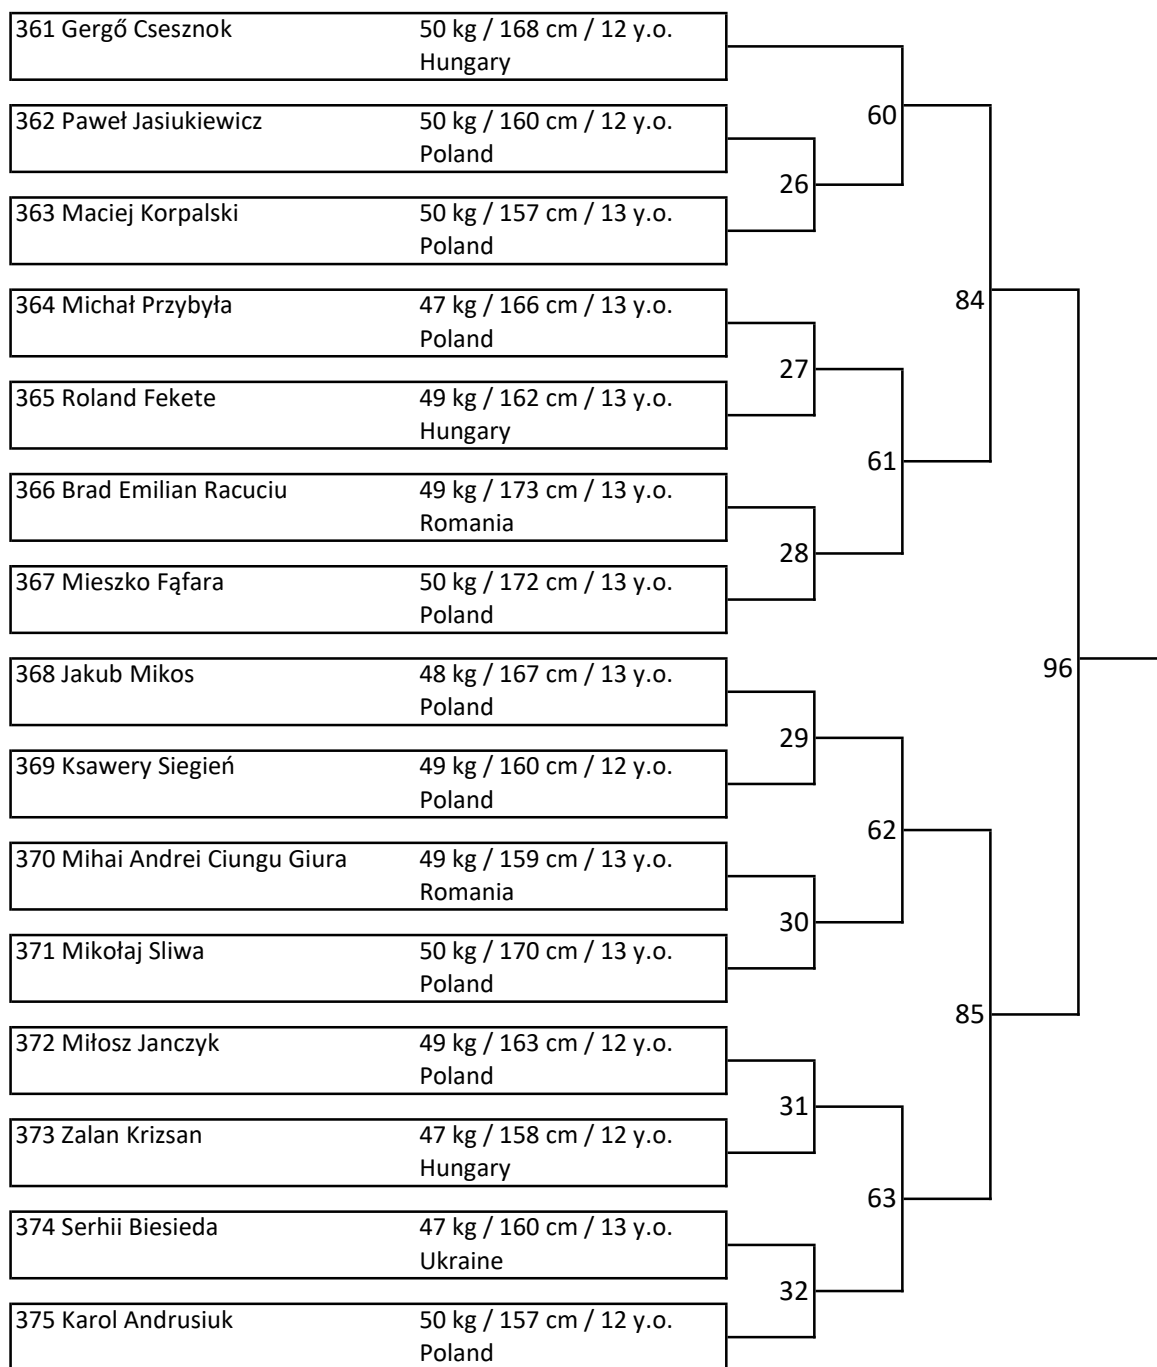 361 Gergő Csesznok 50 kg / 168 cm / 12 y.o.
Hungary
60
362 Paweł Jasiukiewicz 50 kg / 160 cm / 12 y.o.
Poland
26
363 Maciej Korpalski 50 kg / 157 cm / 13 y.o.
Poland
84
364 Michał Przybyła 47 kg / 166 cm / 13 y.o.
Poland
27
365 Roland Fekete 49 kg / 162 cm / 13 y.o.
Hungary
61
366 Brad Emilian Racuciu 49 kg / 173 cm / 13 y.o.
Romania
28
367 Mieszko Fąfara 50 kg / 172 cm / 13 y.o.
Poland
96
368 Jakub Mikos 48 kg / 167 cm / 13 y.o.
Poland
29
369 Ksawery Siegień 49 kg / 160 cm / 12 y.o.
Poland
62
370 Mihai Andrei Ciungu Giura 49 kg / 159 cm / 13 y.o.
Romania
30
371 Mikołaj Sliwa 50 kg / 170 cm / 13 y.o.
Poland
85
372 Miłosz Janczyk 49 kg / 163 cm / 12 y.o.
Poland
31
373 Zalan Krizsan 47 kg / 158 cm / 12 y.o.
Hungary
63
374 Serhii Biesieda 47 kg / 160 cm / 13 y.o.
Ukraine
32
375 Karol Andrusiuk 50 kg / 157 cm / 12 y.o.
Poland